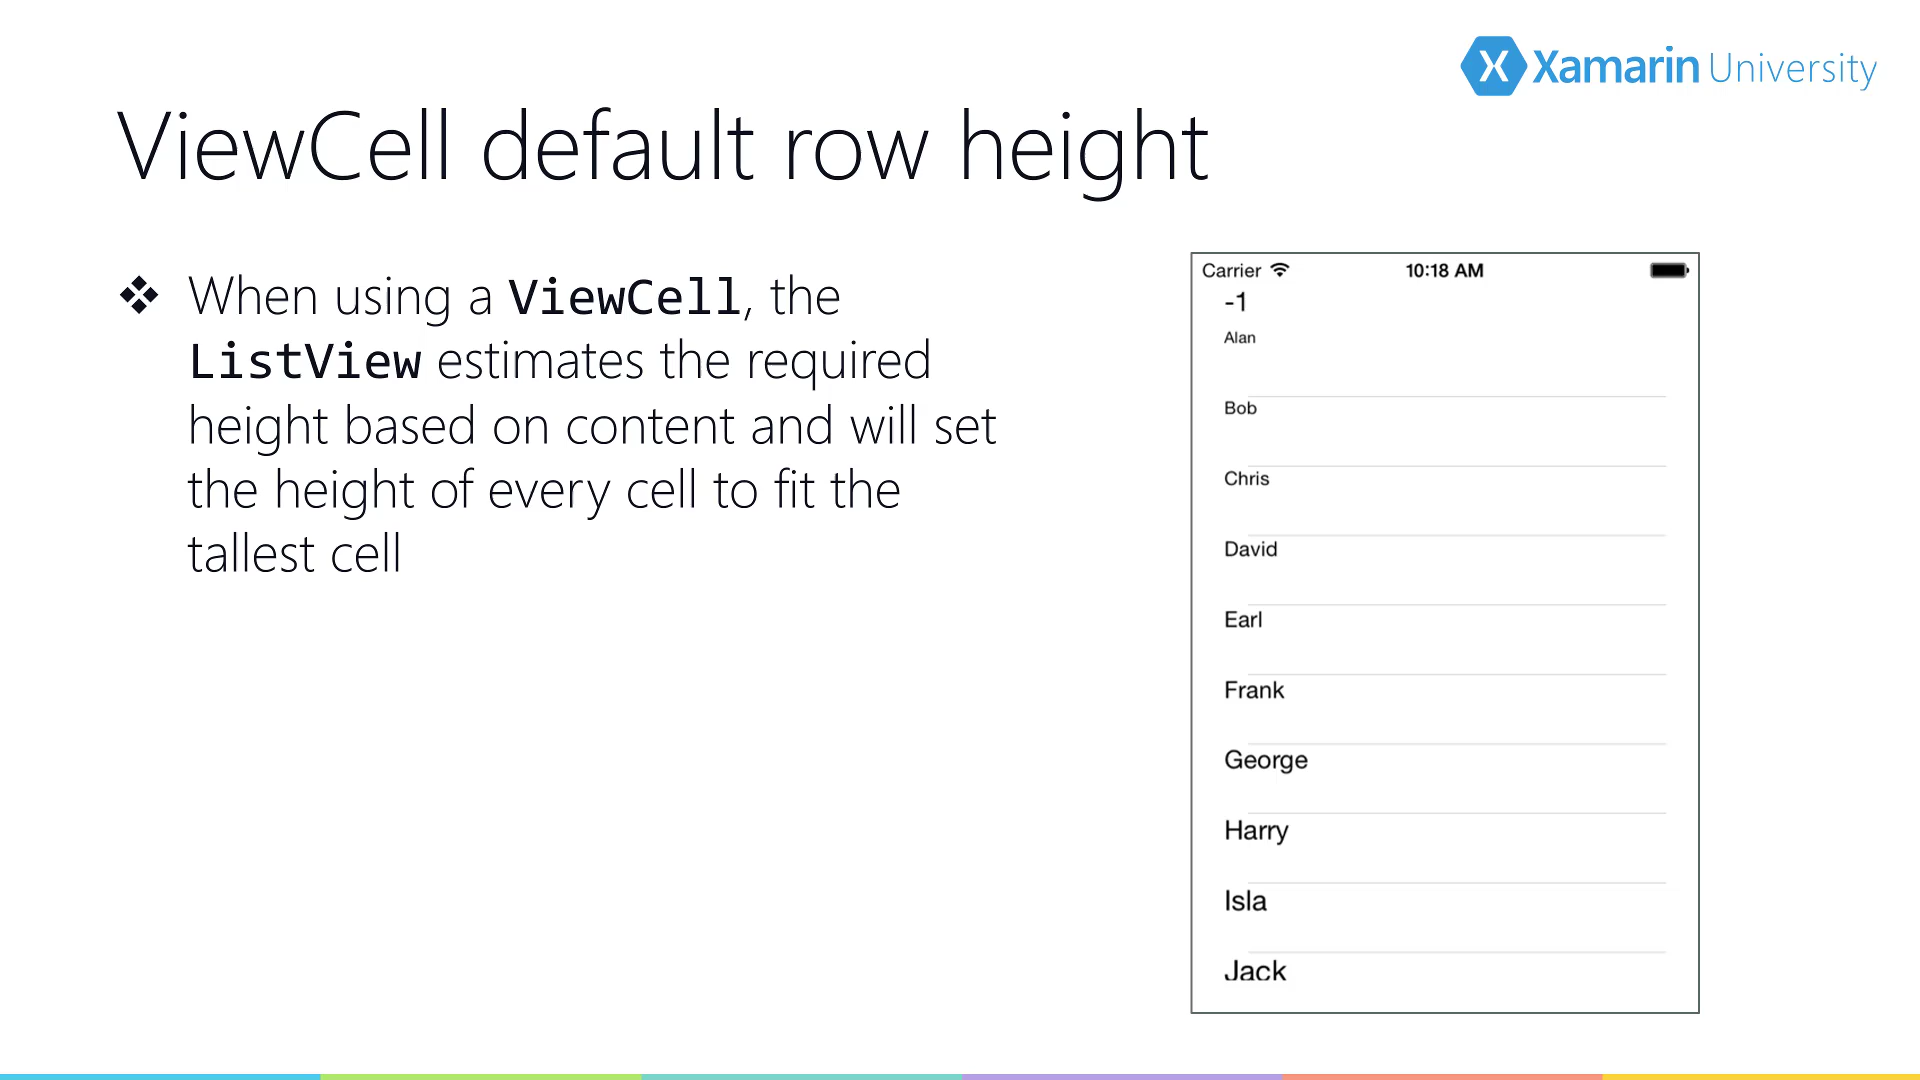 Xamarin University
ViewCell default row height
❖ When using a ViewCell, the
ListView estimates the required
height based on content and will set
the height of every cell to fit the
tallest cell
Carrier 10:18 AM
-1
Alan
Bob
Chris
David
Earl
Frank
George
Harry
Isla
Jack